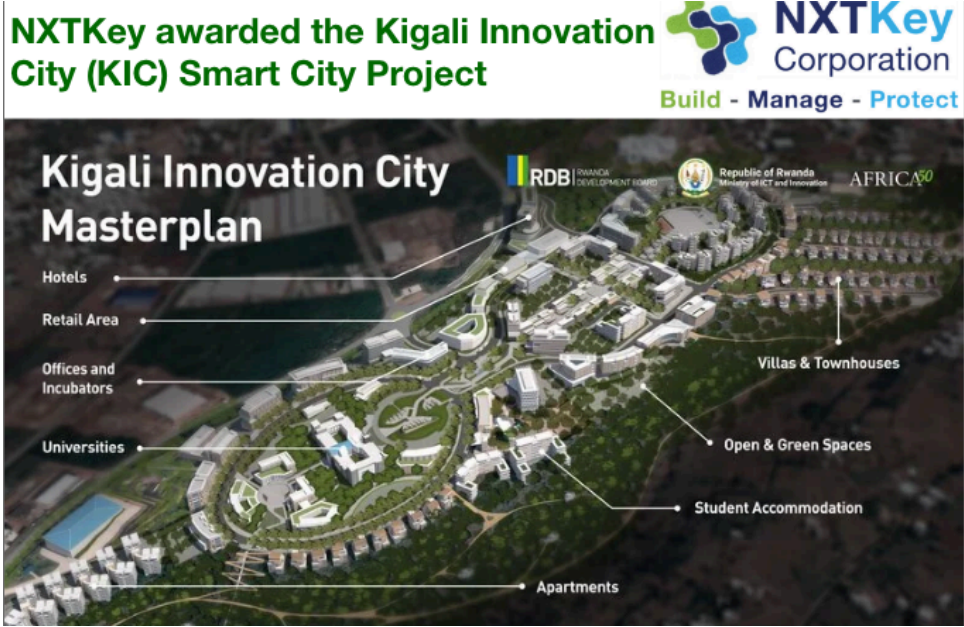 NXTKey awarded the Kigali Innovation
City (KIC) Smart City Project
NXTKey
Corporation
Build - Manage - Protect
Kigali Innovation City
Masterplan
RDB RWANDA
DEVELOPMENT BOARD
Republic of Rwanda
Ministry of ICT and Innovation
AFRICA50
Hotels
Retail Area
Offices and
Incubators
Universities
Villas & Townhouses
Open & Green Spaces
Student Accommodation
Apartments